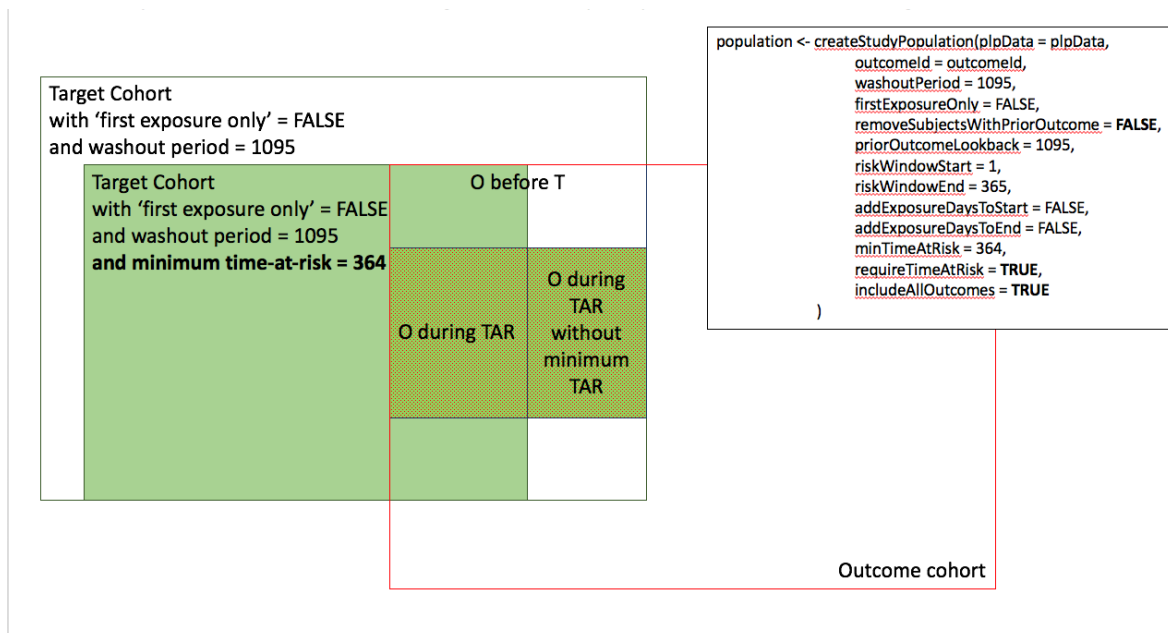 Target Cohort
with ‘first exposure only’ = FALSE
and washout period = 1095
Target Cohort
with ‘first exposure only’ = FALSE
and washout period = 1095
and minimum time-at-risk = 364
O before T
O during TAR
O during
TAR
without
minimum
TAR
population <- createStudyPopulation(plpData = plpData,
outcomeId = outcomeId,
washoutPeriod = 1095,
firstExposureOnly = FALSE,
removeSubjectsWithPriorOutcome = FALSE,
priorOutcomeLookback = 1095,
riskWindowStart = 1,
riskWindowEnd = 365,
addExposureDaysToStart = FALSE,
addExposureDaysToEnd = FALSE,
minTimeAtRisk = 364,
requireTimeAtRisk = TRUE,
includeAllOutcomes = TRUE
)
Outcome cohort